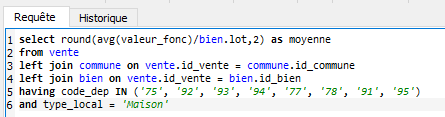 Requête Historique
1 select round(avg(valeur_fonc)/bien.lot,2) as moyenne
2 from vente
3 left join commune on vente.id_vente = commune.id_commune
4 left join bien on vente.id_vente = bien.id_bien
5 having code_dep IN ('75', '92', '93', '94', '77', '78', '91', '95')
6 and type_local = 'Maison'